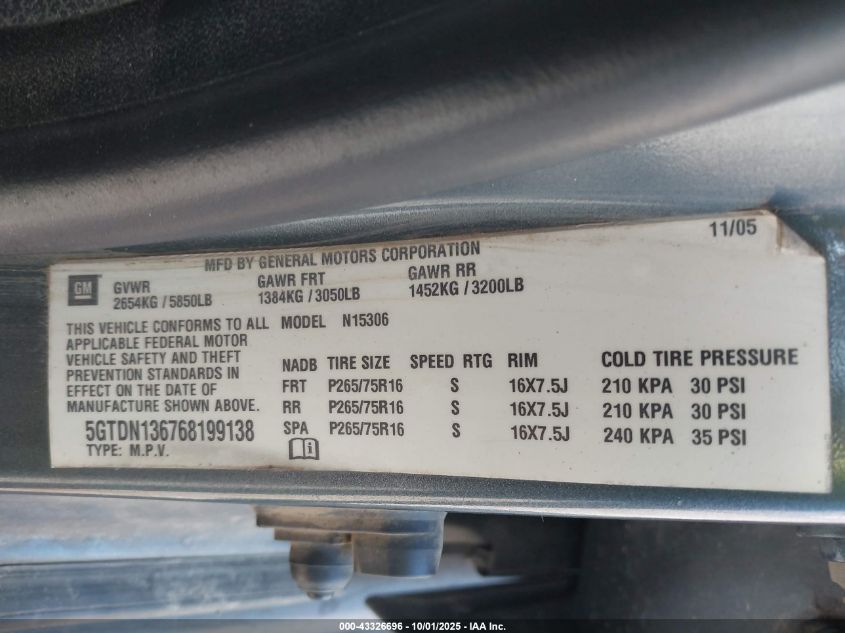 11/05
MFD BY GENERAL MOTORS CORPORATION
GM
GVWR GAWR FRT GAWR RR
2654KG / 5850LB 1384KG / 3050LB 1452KG / 3200LB
THIS VEHICLE CONFORMS TO ALL
APPLICABLE FEDERAL MOTOR
VEHICLE SAFETY AND THEFT
PREVENTION STANDARDS IN
EFFECT ON THE DATE OF
MANUFACTURE SHOWN ABOVE.
5GTDN136768199138
TYPE: M.P.V.
MODEL N15306
NADB TIRE SIZE SPEED RTG RIM COLD TIRE PRESSURE
FRT P265/75R16 S 16X7.5J 210 KPA 30 PSI
RR P265/75R16 S 16X7.5J 210 KPA 30 PSI
SPA P265/75R16 S 16X7.5J 240 KPA 35 PSI
000-43326696 - 10/01/2025 - IAA Inc.